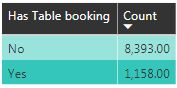 Has Table booking Count
No 8,393.00
Yes 1,158.00